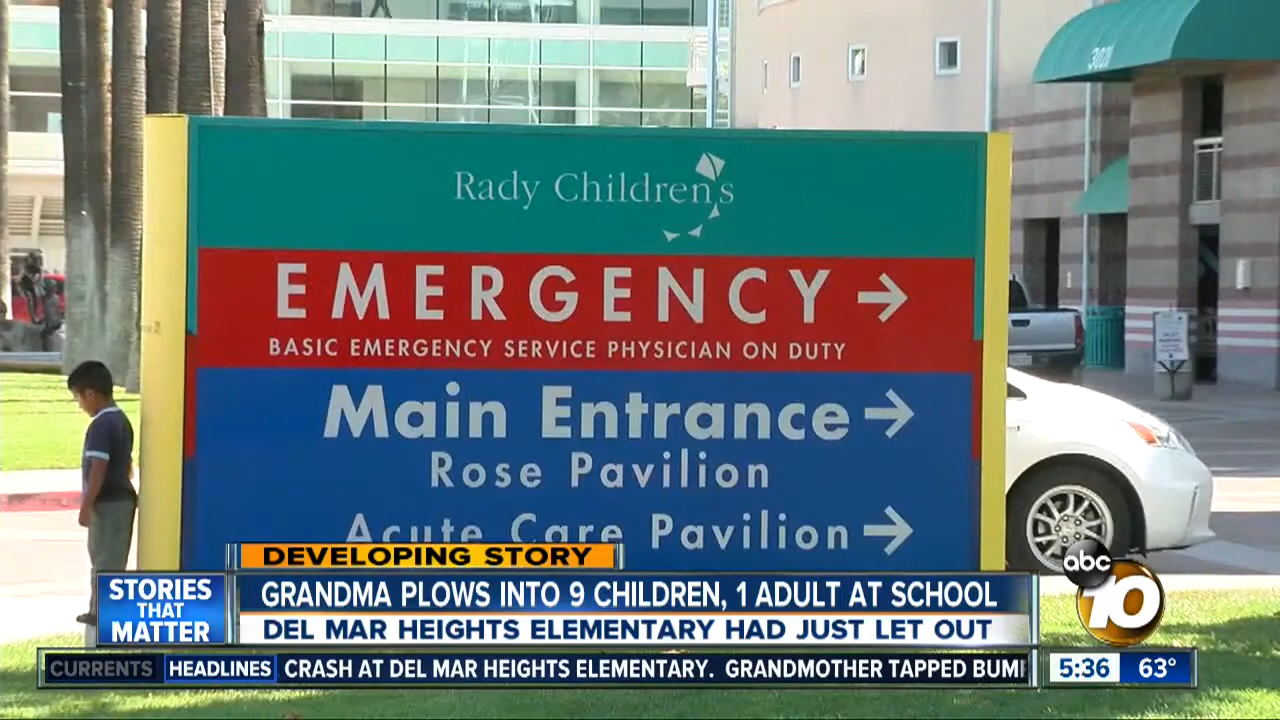 3021
Rady Children's
EMERGENCY →
BASIC EMERGENCY SERVICE PHYSICIAN ON DUTY
Main Entrance →
Rose Pavilion
Acute Care Pavilion →
DEVELOPING STORY
STORIES THAT MATTER
GRANDMA PLOWS INTO 9 CHILDREN, 1 ADULT AT SCHOOL
DEL MAR HEIGHTS ELEMENTARY HAD JUST LET OUT
abc 10
CURRENTS HEADLINES CRASH AT DEL MAR HEIGHTS ELEMENTARY. GRANDMOTHER TAPPED BUM
5:36 63°